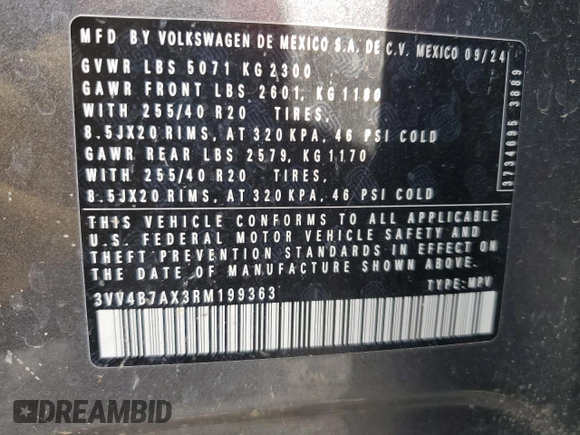 MFD BY VOLKSWAGEN DE MEXICO S.A. DE C.V. MEXICO 09/24
GVWR LBS 5071 KG 2300
GAWR FRONT LBS 2601, KG 1180
WITH 255/40 R20 TIRES,
8.5JX20 RIMS, AT 320 KPA, 46 PSI COLD
GAWR REAR LBS 2579, KG 1170
WITH 255/40 R20 TIRES,
8.5JX20 RIMS, AT 320 KPA, 46 PSI COLD
THIS VEHICLE CONFORMS TO ALL APPLICABLE
U.S. FEDERAL MOTOR VEHICLE SAFETY AND
THEFT PREVENTION STANDARDS IN EFFECT ON
THE DATE OF MANUFACTURE SHOWN ABOVE.
3VV4B7AX3RM199363 TYPE: MPV
3734695 3889
DREAMBID